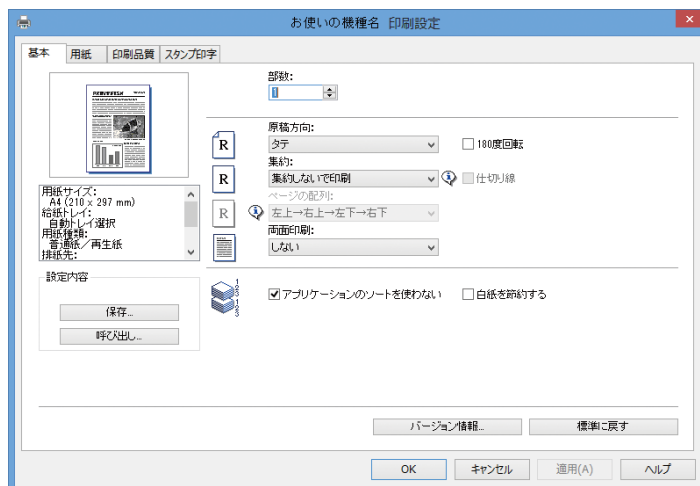 お使いの機種名 印刷設定
基本
用紙
印刷品質
スタンプ印字
部数:
1
原稿方向:
タテ
180度回転
集約:
集約しないで印刷
仕切り線
ページの配列:
左上→右上→左下→右下
両面印刷:
しない
用紙サイズ:
A4 (210 x 297 mm)
給紙トレイ:
自動トレイ選択
用紙種類:
普通紙/再生紙
排紙先:
設定内容
保存...
呼び出し...
アプリケーションのソートを使わない
白紙を節約する
バージョン情報...
標準に戻す
OK
キャンセル
適用(A)
ヘルプ
R
R
R
1
2
3
1
2
3